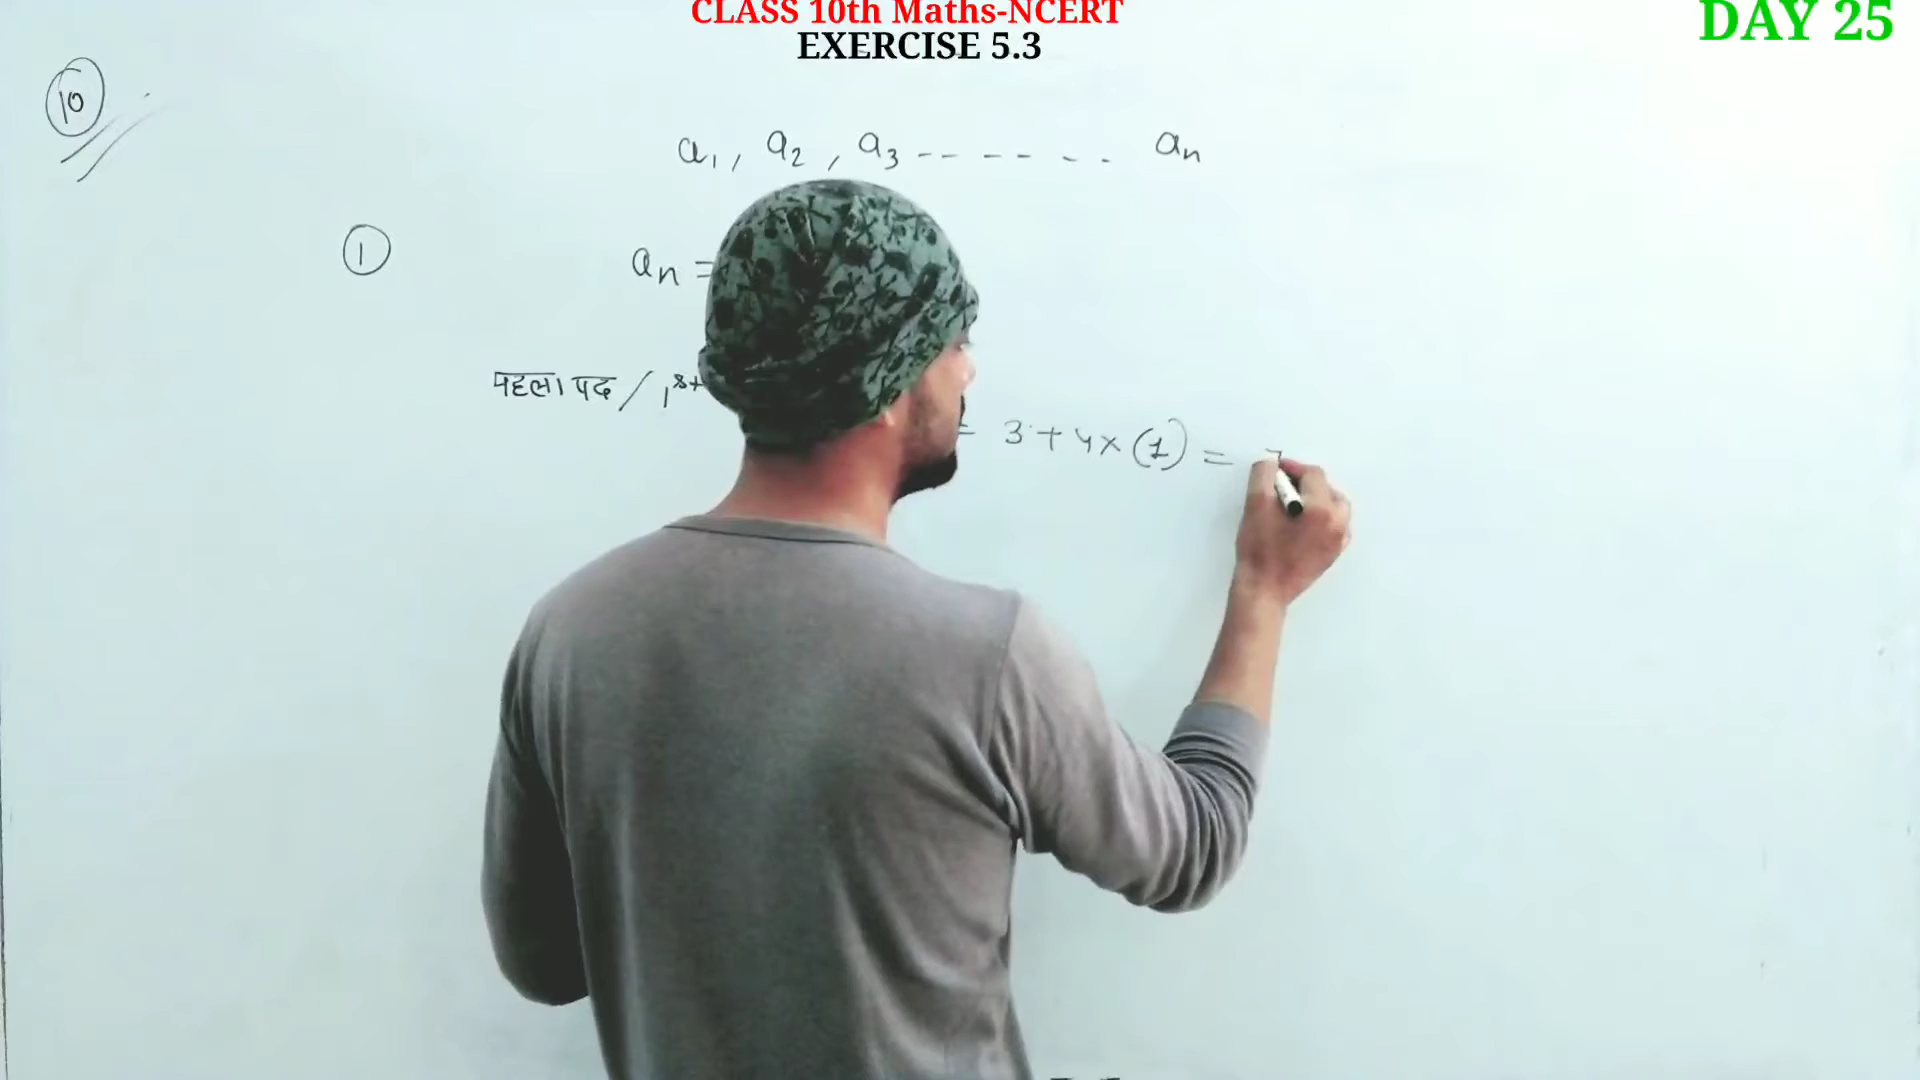 CLASS 10th Maths-NCERT
DAY 25
EXERCISE 5.3
10
a₁, a₂, a₃ - - - - - - - aₙ
1 aₙ =
पहला पद / 1st
= 3 + 4 × (1) =